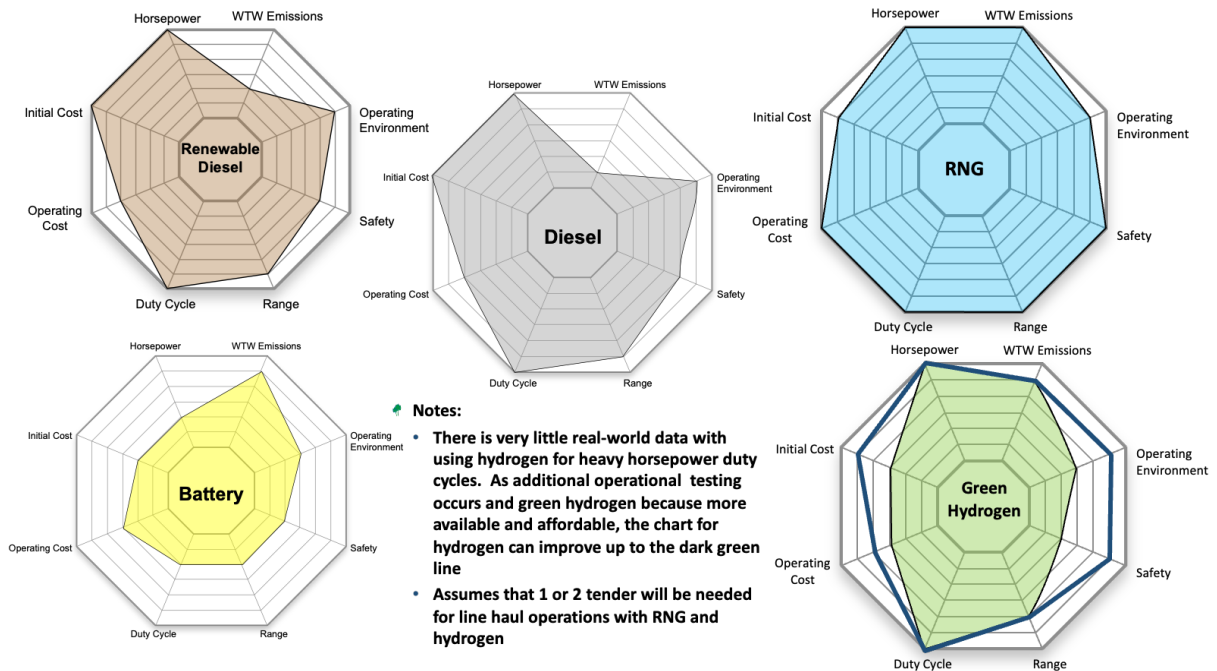 Horsepower
WTW Emissions
Initial Cost
Operating
Environment
Renewable
Diesel
Operating
Cost
Safety
Duty Cycle
Range
Horsepower
WTW Emissions
Initial Cost
Operating
Environment
Diesel
Operating Cost
Safety
Duty Cycle
Range
Horsepower
WTW Emissions
Initial Cost
Operating
Environment
RNG
Operating
Cost
Safety
Duty Cycle
Range
Horsepower
WTW Emissions
Initial Cost
Operating
Environment
Battery
Operating Cost
Safety
Duty Cycle
Range
Notes:
There is very little real-world data with
using hydrogen for heavy horsepower duty
cycles. As additional operational testing
occurs and green hydrogen because more
available and affordable, the chart for
hydrogen can improve up to the dark green
line
Assumes that 1 or 2 tender will be needed
for line haul operations with RNG and
hydrogen
Horsepower
WTW Emissions
Initial Cost
Operating
Environment
Green
Hydrogen
Operating
Cost
Safety
Duty Cycle
Range